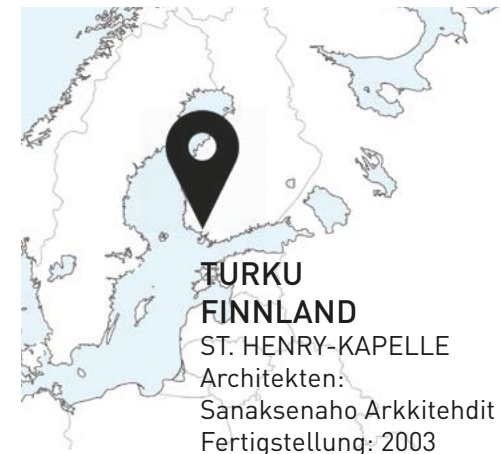 TURKU
FINNLAND
ST. HENRY-KAPELLE
Architekten:
Sanaksenaho Arkkitehdit
Fertigstellung: 2003